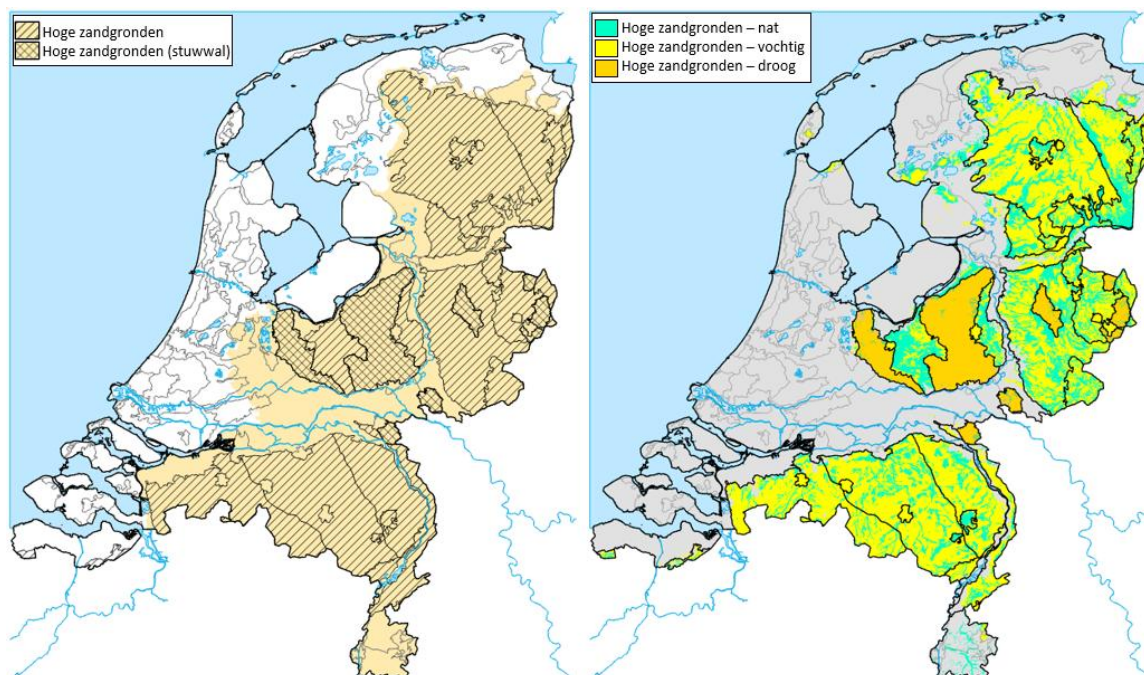 Hoge zandgronden
Hoge zandgronden (stuwwal)
Hoge zandgronden – nat
Hoge zandgronden – vochtig
Hoge zandgronden – droog